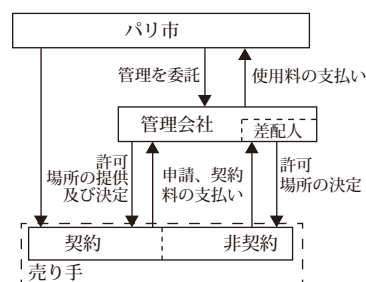 パリ市
管理を委託
使用料の支払い
管理会社
差配人
許可
場所の提供
及び決定
申請、契約
料の支払い
許可
場所の決定
契約
非契約
売り手